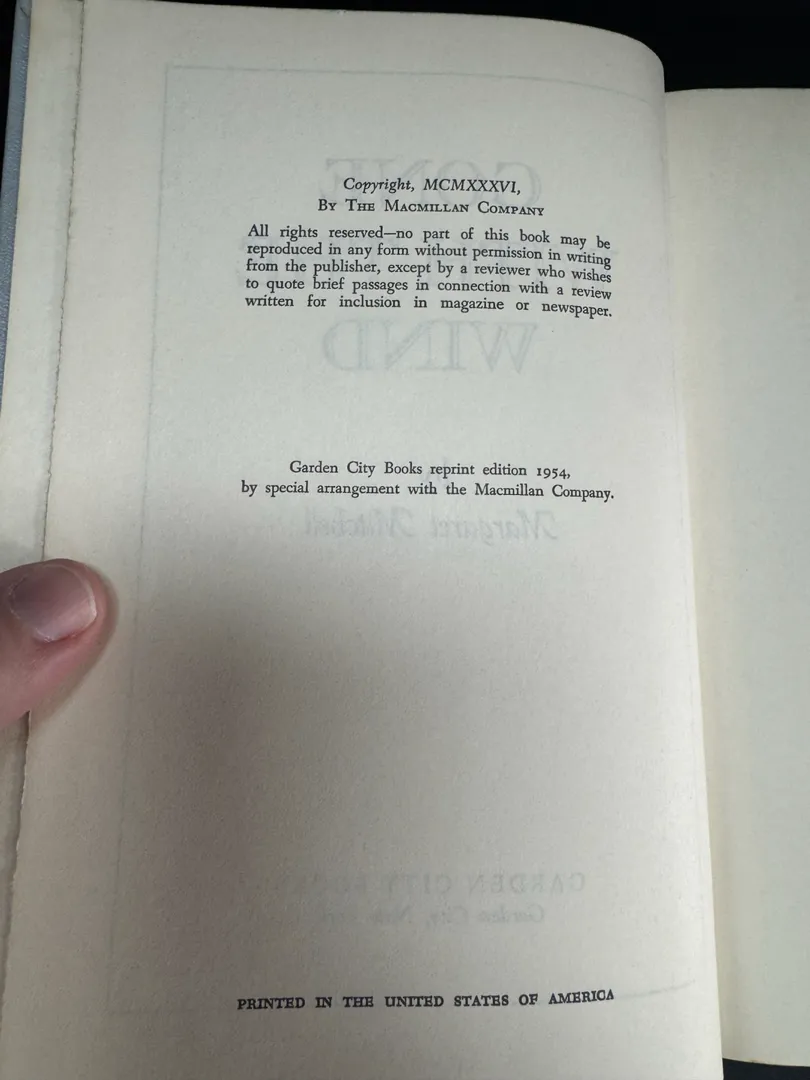 Copyright, MCMXXXVI,
By The Macmillan Company
All rights reserved—no part of this book may be
reproduced in any form without permission in writing
from the publisher, except by a reviewer who wishes
to quote brief passages in connection with a review
written for inclusion in magazine or newspaper.
Garden City Books reprint edition 1954,
by special arrangement with the Macmillan Company.
PRINTED IN THE UNITED STATES OF AMERICA